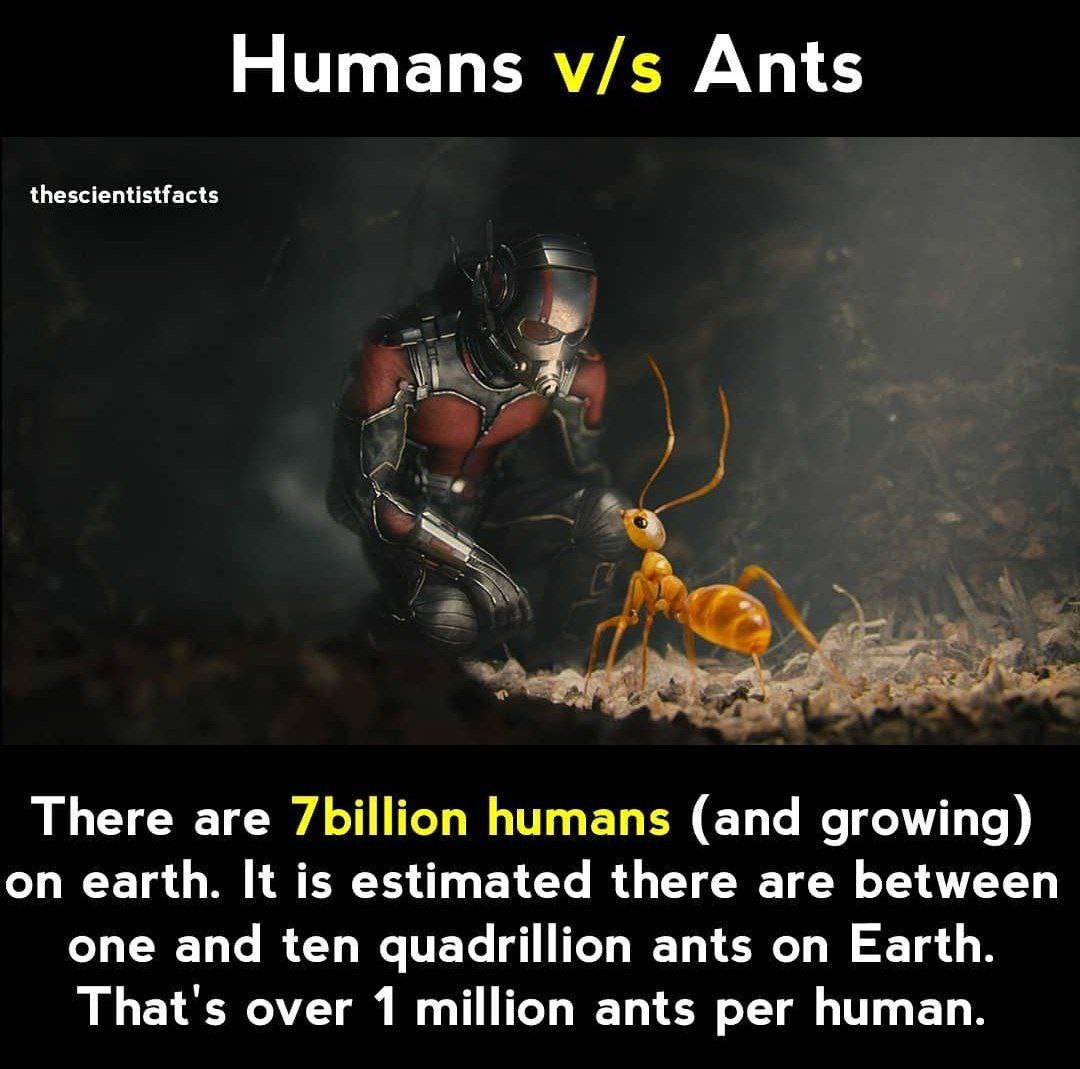 Humans v/s Ants
thescientistfacts
There are 7billion humans (and growing)
on earth. It is estimated there are between
one and ten quadrillion ants on Earth.
That's over 1 million ants per human.